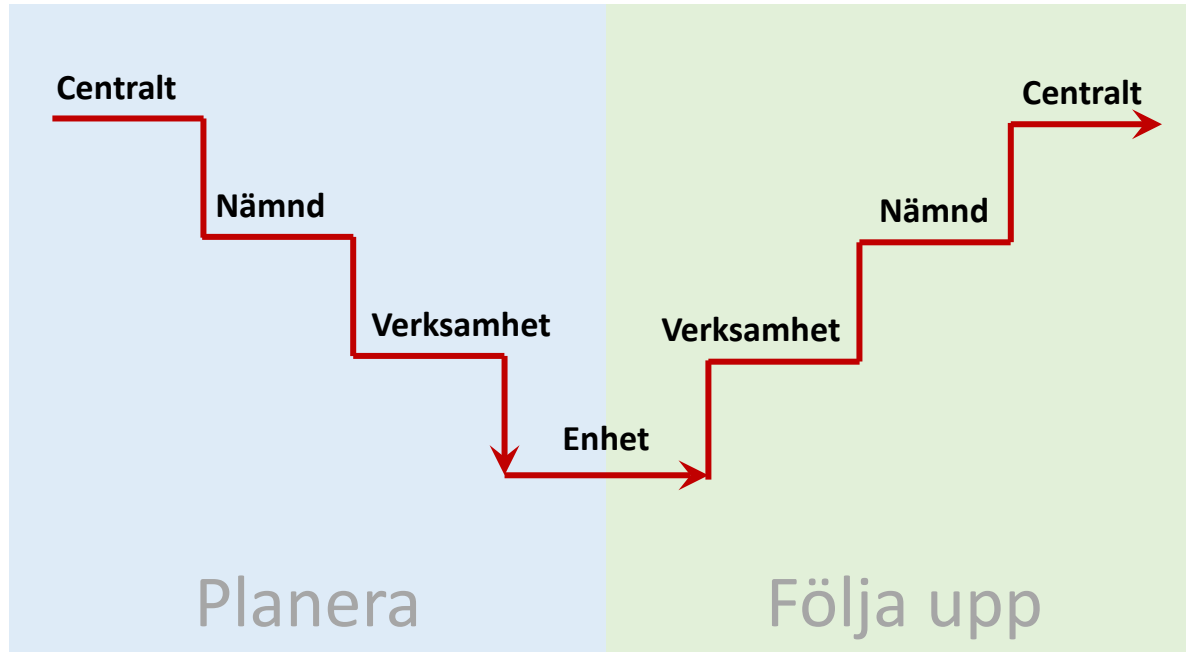 Centralt
Centralt
Nämnd
Nämnd
Verksamhet
Verksamhet
Enhet
Planera
Följa upp